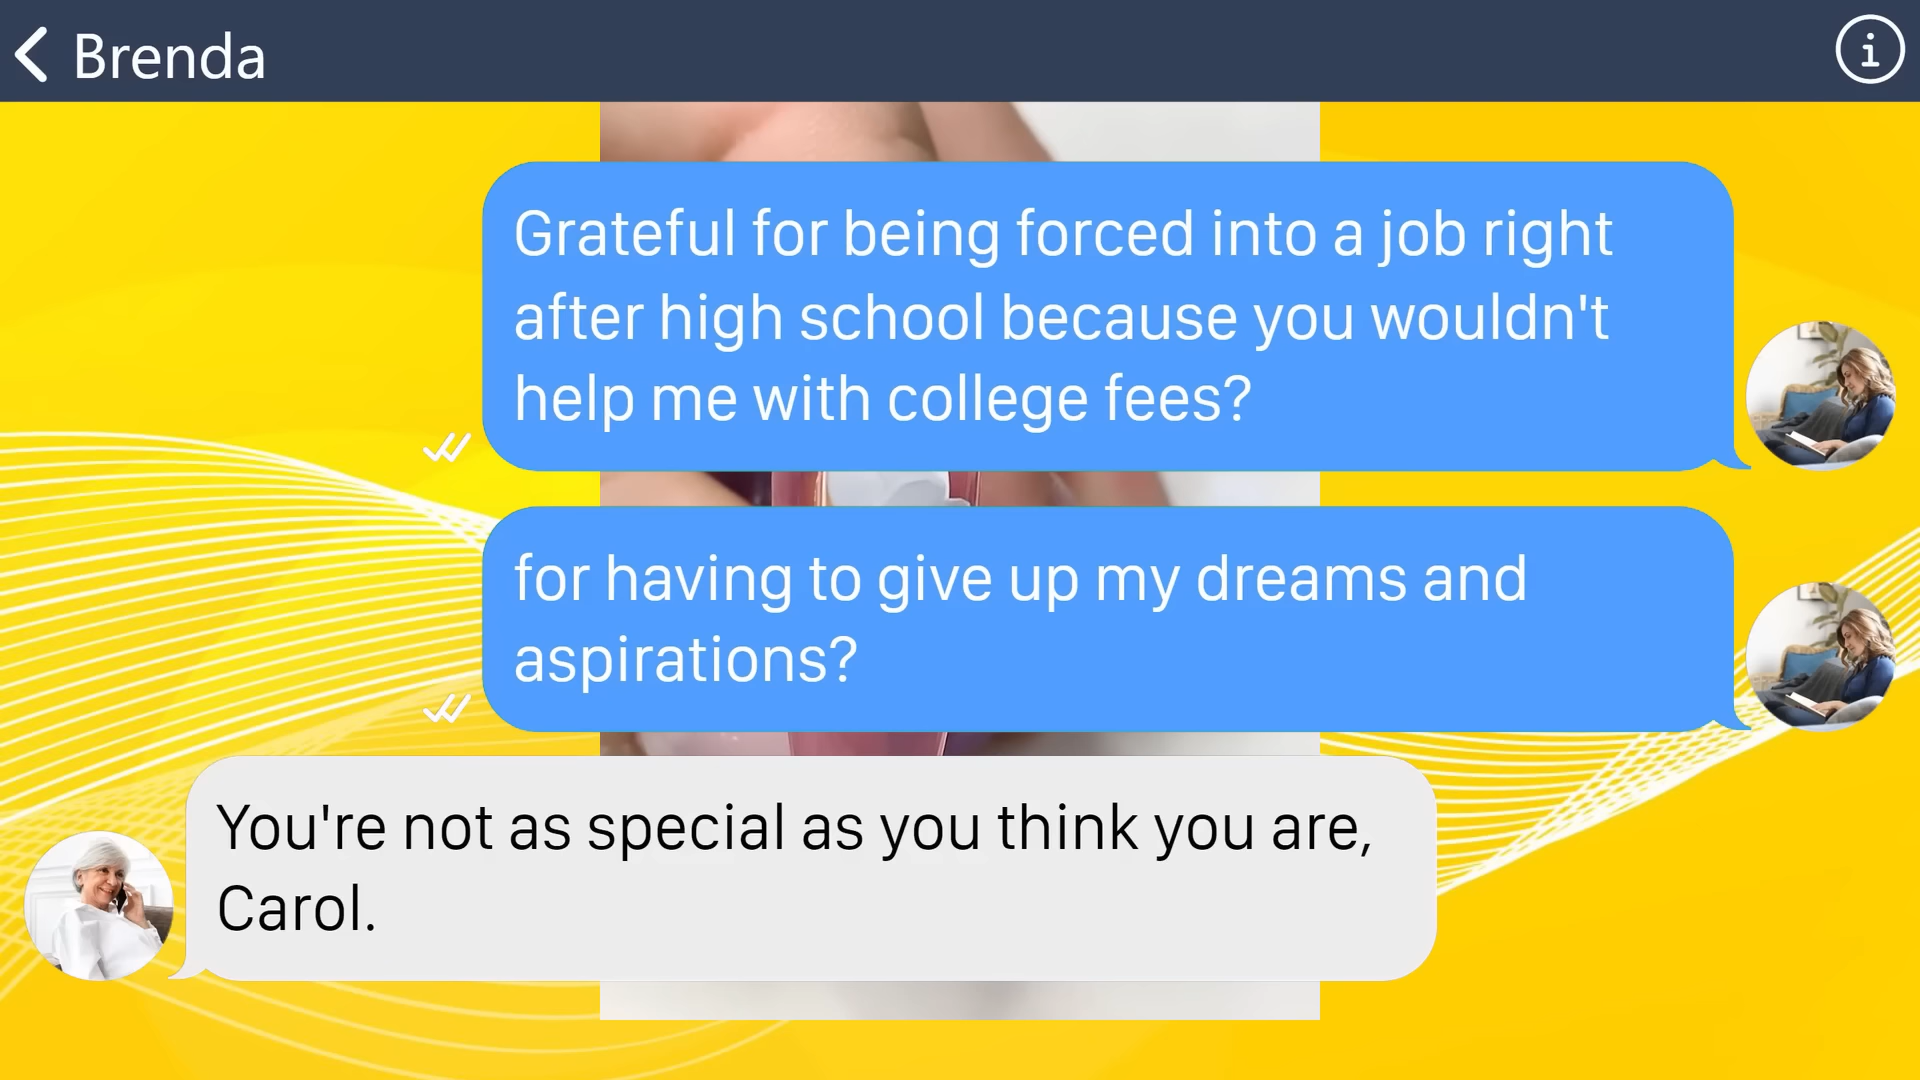 Brenda
Grateful for being forced into a job right
after high school because you wouldn't
help me with college fees?
for having to give up my dreams and
aspirations?
You're not as special as you think you are,
Carol.